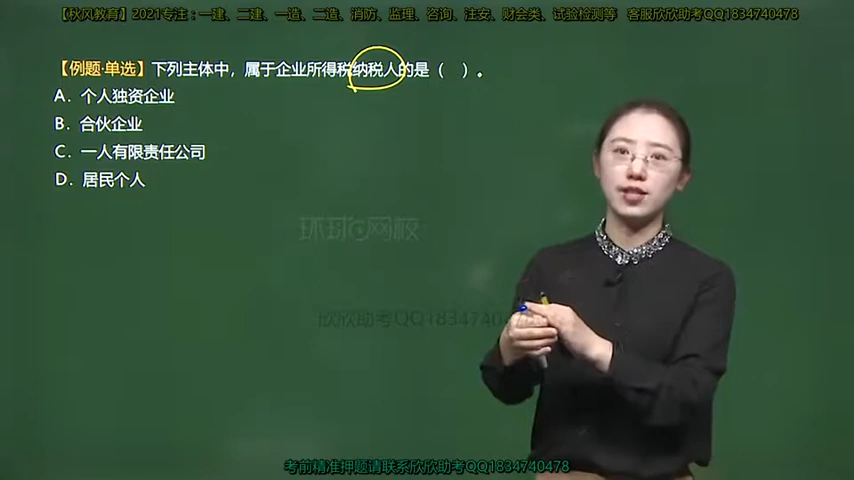 【秋风教育】2021专注：一建、二建、一造、二造、消防、监理、咨询、注安、财会类、试验检测等 客服欣欣助考QQ1834740478
【例题·单选】下列主体中，属于企业所得税纳税人的是（ ）。
A．个人独资企业
B．合伙企业
C．一人有限责任公司
D．居民个人
环球网校
欣欣助考QQ1834740478
考前精准押题请联系欣欣助考QQ1834740478